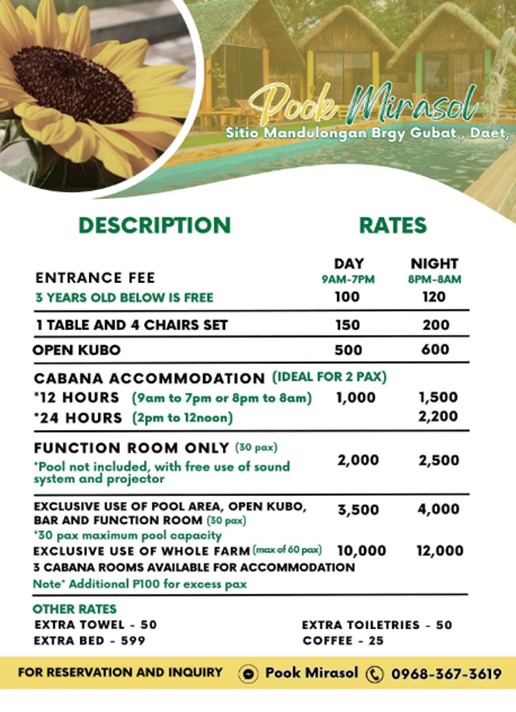 Pook Mirasol
Sitio Mandulongan Brgy Gubat , Daet,
DESCRIPTION RATES
DAY NIGHT
ENTRANCE FEE 9AM-7PM 8PM-8AM
3 YEARS OLD BELOW IS FREE 100 120
1 TABLE AND 4 CHAIRS SET 150 200
OPEN KUBO 500 600
CABANA ACCOMMODATION (IDEAL FOR 2 PAX)
*12 HOURS (9am to 7pm or 8pm to 8am) 1,000 1,500
*24 HOURS (2pm to 12noon) 2,200
FUNCTION ROOM ONLY (30 pax) 2,000 2,500
*Pool not included, with free use of sound
system and projector
EXCLUSIVE USE OF POOL AREA, OPEN KUBO, 3,500 4,000
BAR AND FUNCTION ROOM (30 pax)
*30 pax maximum pool capacity
EXCLUSIVE USE OF WHOLE FARM (max of 60 pax) 10,000 12,000
3 CABANA ROOMS AVAILABLE FOR ACCOMMODATION
Note* Additional P100 for excess pax
OTHER RATES
EXTRA TOWEL - 50 EXTRA TOILETRIES - 50
EXTRA BED - 599 COFFEE - 25
FOR RESERVATION AND INQUIRY Pook Mirasol 0968-367-3619